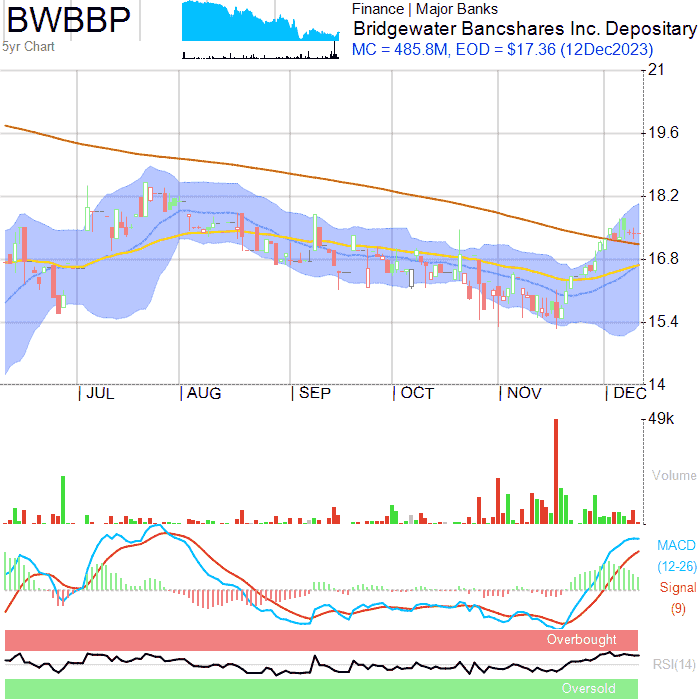 BWBBP
5yr Chart
Finance | Major Banks
Bridgewater Bancshares Inc. Depositary
MC = 485.8M, EOD = $17.36 (12Dec2023)
21
19.6
18.2
16.8
15.4
14
JUL
AUG
SEP
OCT
NOV
DEC
49k
Volume
MACD
(12-26)
Signal
(9)
Overbought
RSI(14)
Oversold